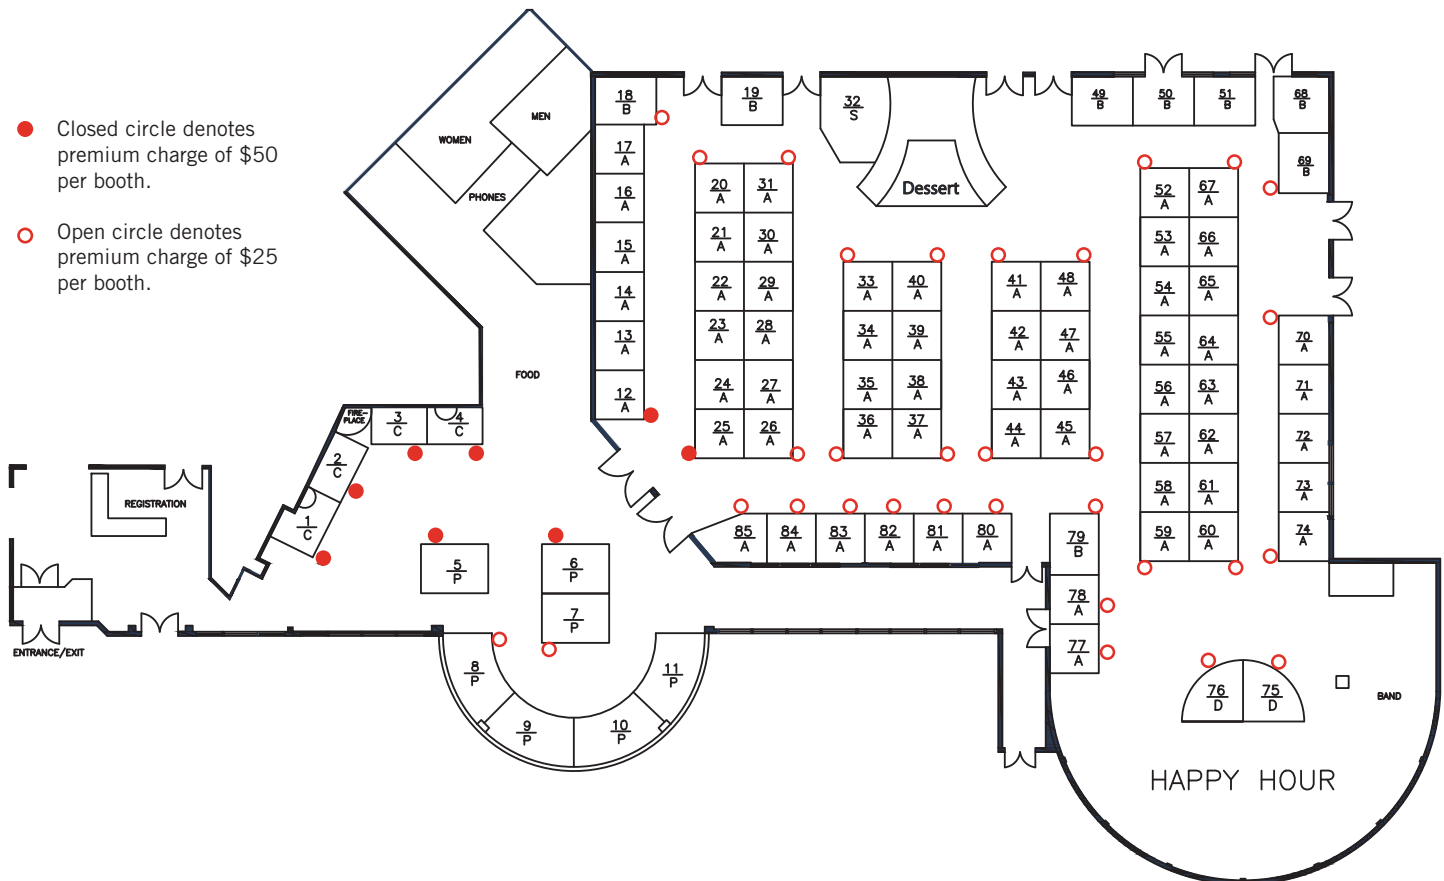 Closed circle denotes
premium charge of $50
per booth.
Open circle denotes
premium charge of $25
per booth.
WOMEN
MEN
PHONES
FOOD
FIRE-
PLACE
REGISTRATION
ENTRANCE/EXIT
Dessert
BAND
HAPPY HOUR
1
C
2
C
3
C
4
C
5
P
6
P
7
P
8
P
9
P
10
P
11
P
12
A
13
A
14
A
15
A
16
A
17
A
18
B
19
B
20
A
21
A
22
A
23
A
24
A
25
A
26
A
27
A
28
A
29
A
30
A
31
A
32
S
33
A
34
A
35
A
36
A
37
A
38
A
39
A
40
A
41
A
42
A
43
A
44
A
45
A
46
A
47
A
48
A
49
B
50
B
51
B
52
A
53
A
54
A
55
A
56
A
57
A
58
A
59
A
60
A
61
A
62
A
63
A
64
A
65
A
66
A
67
A
68
B
69
B
70
A
71
A
72
A
73
A
74
A
75
D
76
D
77
A
78
A
79
B
80
A
81
A
82
A
83
A
84
A
85
A